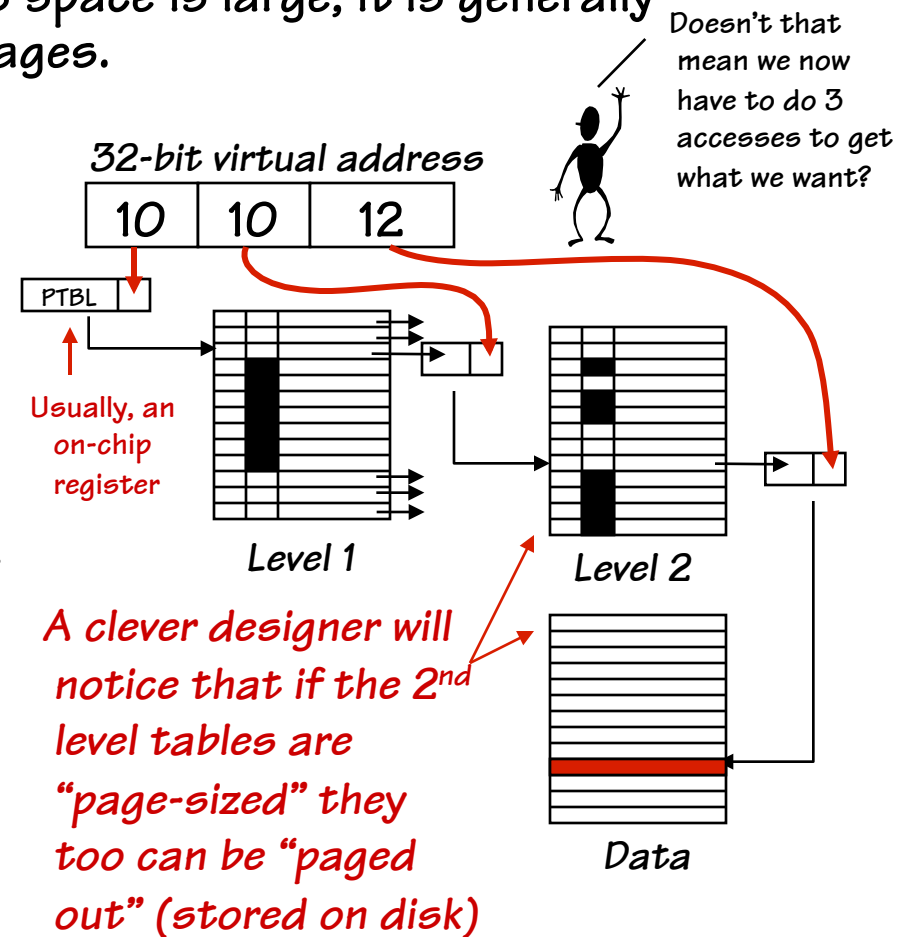 space is large, it is generally
ages.
Doesn't that
mean we now
have to do 3
accesses to get
what we want?
32-bit virtual address
10 10 12
PTBL
Usually, an
on-chip
register
Level 1
Level 2
A clever designer will
notice that if the 2nd
level tables are
“page-sized” they
too can be “paged
out” (stored on disk)
Data